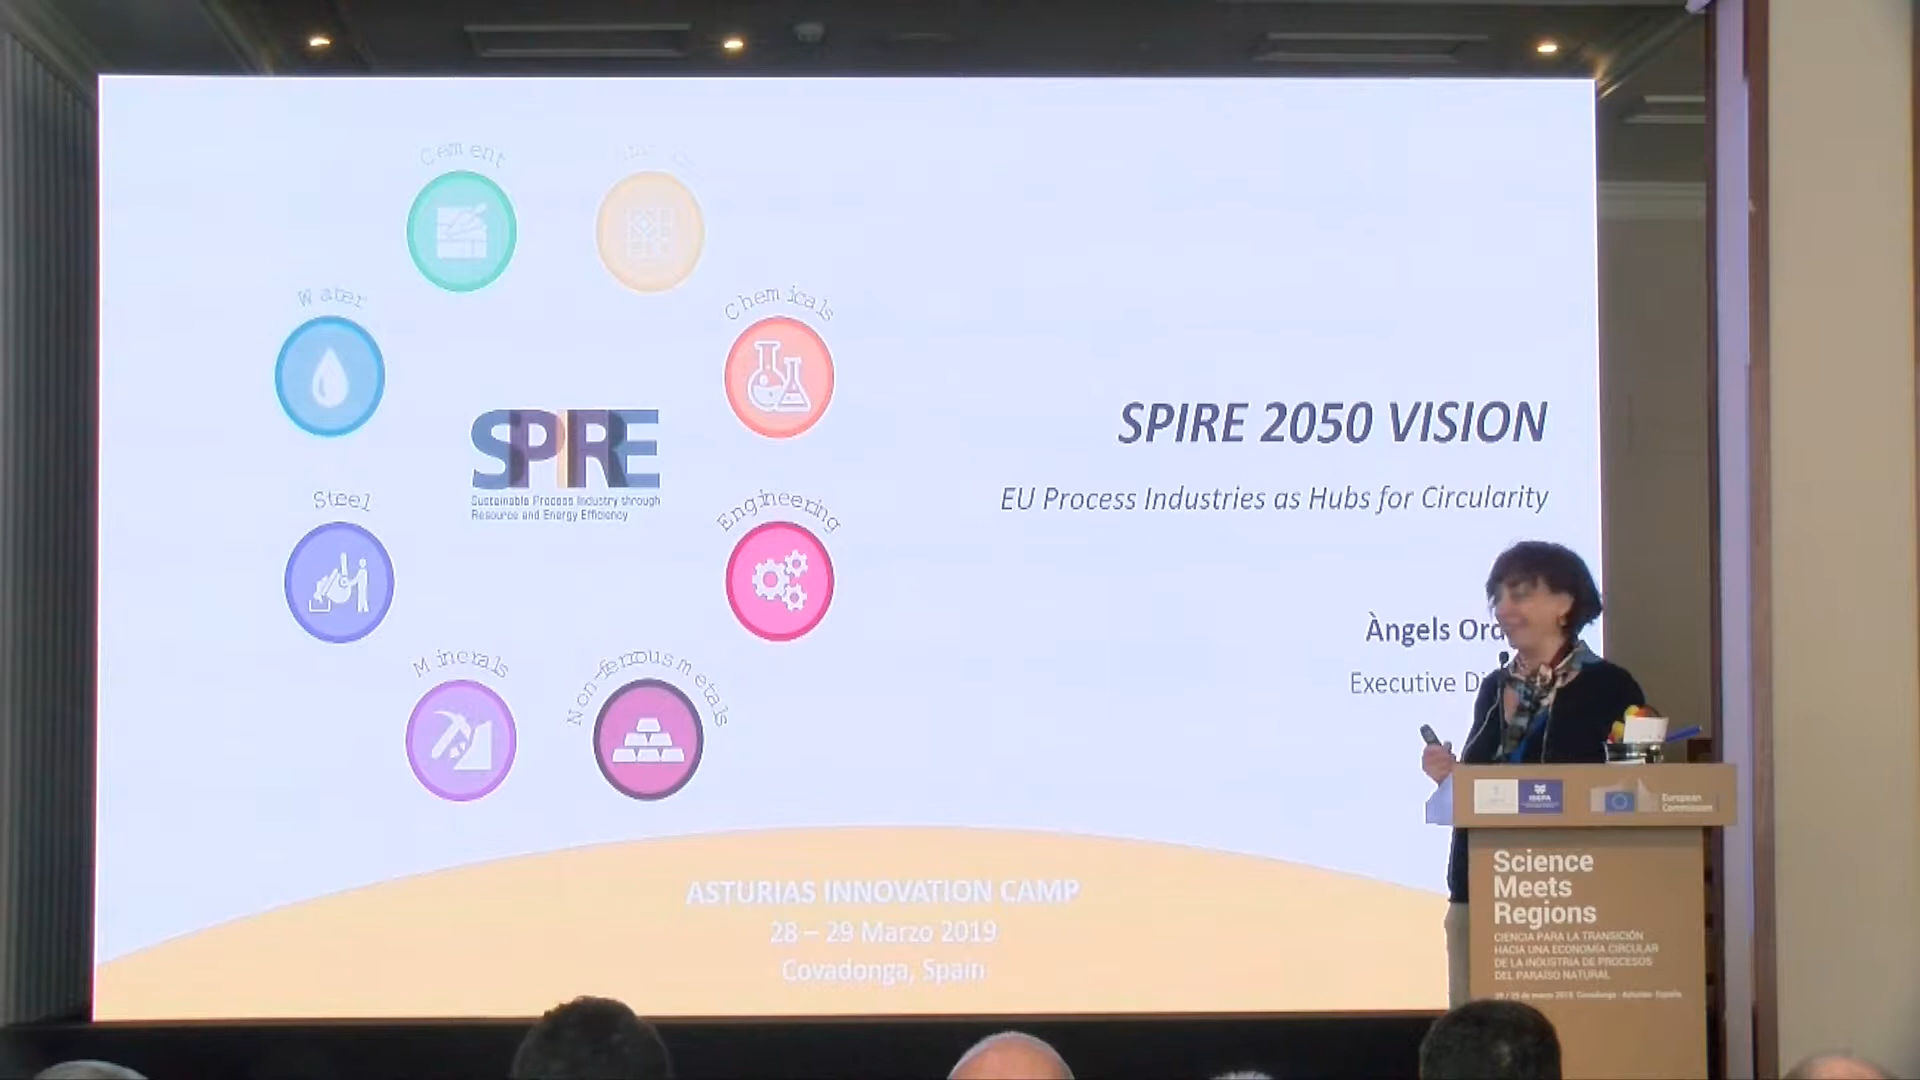 Cement
Water
Chemicals
SPIRE
Sustainable Process Industry through
Resource and Energy Efficiency
Steel
Engineering
Minerals
Non-ferrous metals
SPIRE 2050 VISION
EU Process Industries as Hubs for Circularity
Àngels
Executive
ASTURIAS INNOVATION CAMP
28 – 29 Marzo 2019
Covadonga, Spain
European
Commission
Science
Meets
Regions
CIENCIA PARA LA TRANSICIÓN
HACIA UNA ECONOMÍA CIRCULAR
DE LA INDUSTRIA DE PROCESOS
DEL PARAÍSO NATURAL